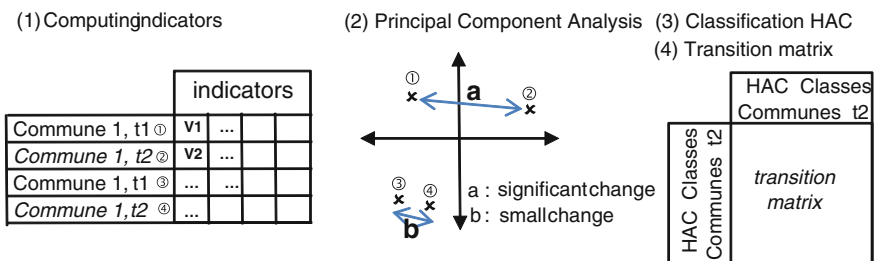 (1) Computingindicators
(2) Principal Component Analysis
(3) Classification HAC
(4) Transition matrix
indicators
Commune 1, t1 ① V1 ...
Commune 1, t2 ② V2 ...
Commune 1, t1 ③ ... ...
Commune 1,t2 ④ ...
①
a
②
③
④
b
a : significantchange
b : smallchange
HAC Classes
Communes t2
HAC Classes
Communes t2
transition
matrix